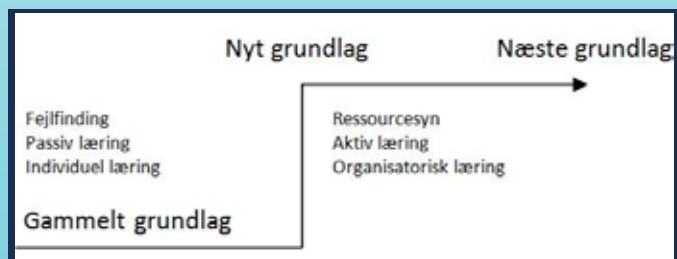 Nyt grundlag
Næste grundlag
Fejlfinding
Passiv læring
Individuel læring
Ressourcesyn
Aktiv læring
Organisatorisk læring
Gammelt grundlag